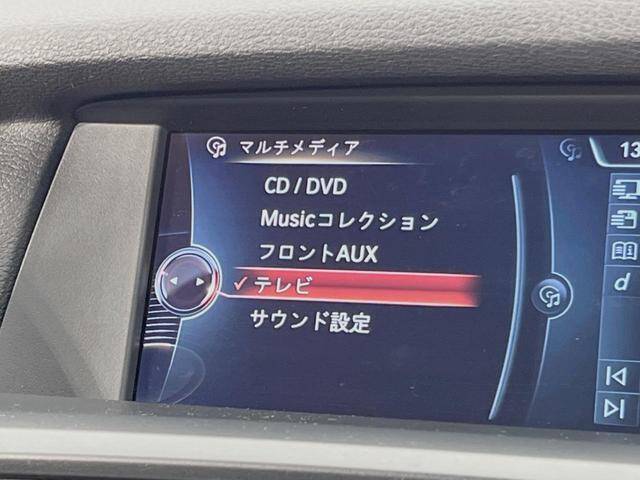 マルチメディア
13
CD / DVD
Musicコレクション
フロントAUX
✓テレビ
サウンド設定
d